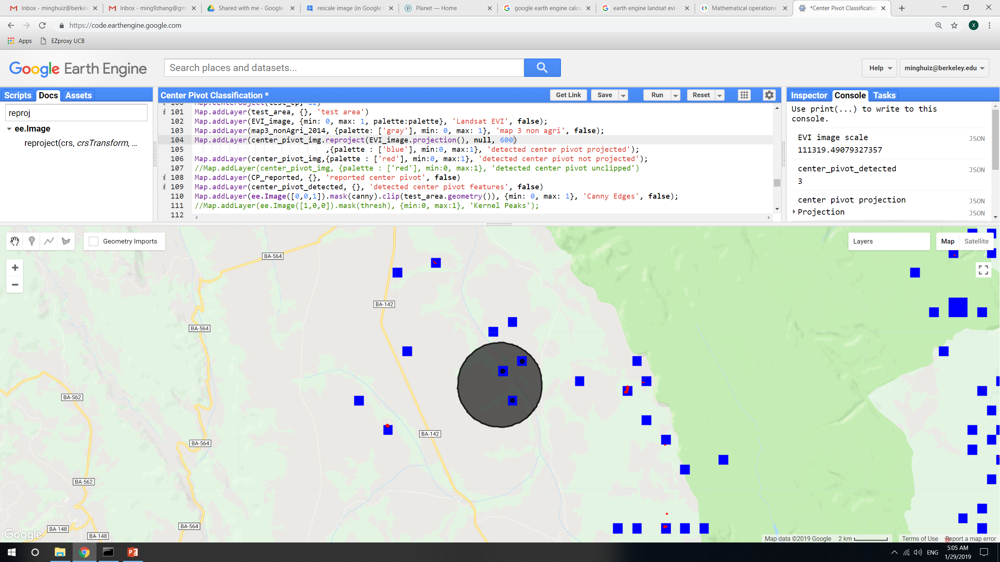 Inbox - minghuiz@berkele
Inbox - ming9zhang@gma
Shared with me - Google D
rescale image (in Google E
Planet — Home
google earth engine calcu
earth engine landsat evi -
Mathematical operations
*Center Pivot Classificatio
https://code.earthengine.google.com
X
Apps
EZproxy UCB
Google Earth Engine
Search places and datasets...
Help
minghuiz@berkeley.edu
Scripts
Docs
Assets
Center Pivot Classification *
Get Link
Save
Run
Reset
Inspector
Console
Tasks
reproj
ee.Image
reproject(crs, crsTransform, ...
100 Map.centerObject(test_cp, 12)
i 101 Map.addLayer(test_area, {}, 'test area')
102 Map.addLayer(EVI_image, {min: 0, max: 1, palette:palette}, 'Landsat EVI', false);
103 Map.addLayer(map3_nonAgri_2014, {palette: ['gray'], min: 0, max: 1}, 'map 3 non agri', false);
104 Map.addLayer(center_pivot_img.reproject(EVI_image.projection(), null, 600)
105 ,{palette : ['blue'], min:0, max:1}, 'detected center pivot projected');
106 Map.addLayer(center_pivot_img,{palette : ['red'], min:0, max:1}, 'detected center pivot not projected');
107 //Map.addLayer(center_pivot_img, {palette : ['red'], min:0, max:1}, 'detected center pivot unclipped')
i 108 Map.addLayer(CP_reported, {}, 'reported center pivot', false)
i 109 Map.addLayer(center_pivot_detected, {}, 'detected center pivot features', false)
110 Map.addLayer(ee.Image([0,0,1]).mask(canny).clip(test_area.geometry()), {min: 0, max: 1}, 'Canny Edges', false);
111 //Map.addLayer(ee.Image([1,0,0]).mask(thresh), {min:0, max:1}, 'Kernel Peaks');
112
Use print(...) to write to this
console.
EVI image scale JSON
111319.49079327357
center_pivot_detected JSON
3
center pivot projection JSON
Projection JSON
Geometry Imports
Layers
Map
Satellite
BA-564
BA-142
BA-564
BA-562
BA-142
BA-564
BA-562
BA-564
BA-148
BA-148
Google
Map data ©2019 Google
2 km
Terms of Use
Report a map error
ENG
5:05 AM
1/29/2019